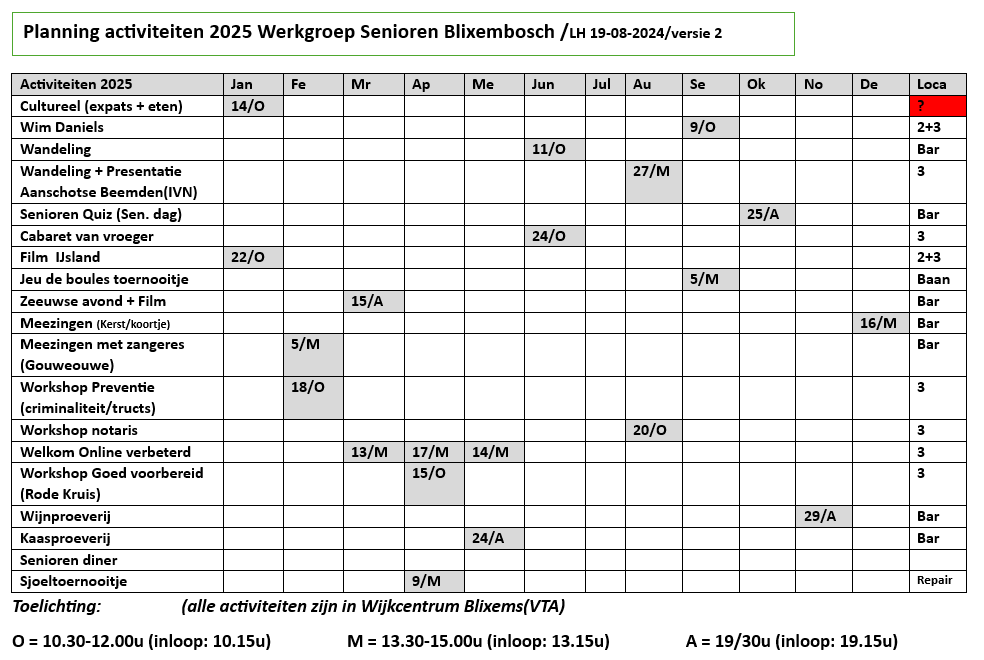 Planning activiteiten 2025 Werkgroep Senioren Blixembosch /LH 19-08-2024/versie 2
Activiteiten 2025 Jan Fe Mr Ap Me Jun Jul Au Se Ok No De Loca
Cultureel (expats + eten) 14/O ?
Wim Daniels 9/O 2+3
Wandeling 11/O Bar
Wandeling + Presentatie 27/M 3
Aanschotse Beemden(IVN)
Senioren Quiz (Sen. dag) 25/A Bar
Cabaret van vroeger 24/O 3
Film IJsland 22/O 2+3
Jeu de boules toernooitje 5/M Baan
Zeeuwse avond + Film 15/A Bar
Meezingen (Kerst/koortje) 16/M Bar
Meezingen met zangeres 5/M Bar
(Gouweouwe)
Workshop Preventie 18/O 3
(criminaliteit/tructs)
Workshop notaris 20/O 3
Welkom Online verbeterd 13/M 17/M 14/M 3
Workshop Goed voorbereid 15/O 3
(Rode Kruis)
Wijnproeverij 29/A Bar
Kaasproeverij 24/A Bar
Senioren diner
Sjoeltoernooitje 9/M Repair
Toelichting: (alle activiteiten zijn in Wijkcentrum Blixems(VTA)
O = 10.30-12.00u (inloop: 10.15u) M = 13.30-15.00u (inloop: 13.15u) A = 19/30u (inloop: 19.15u)